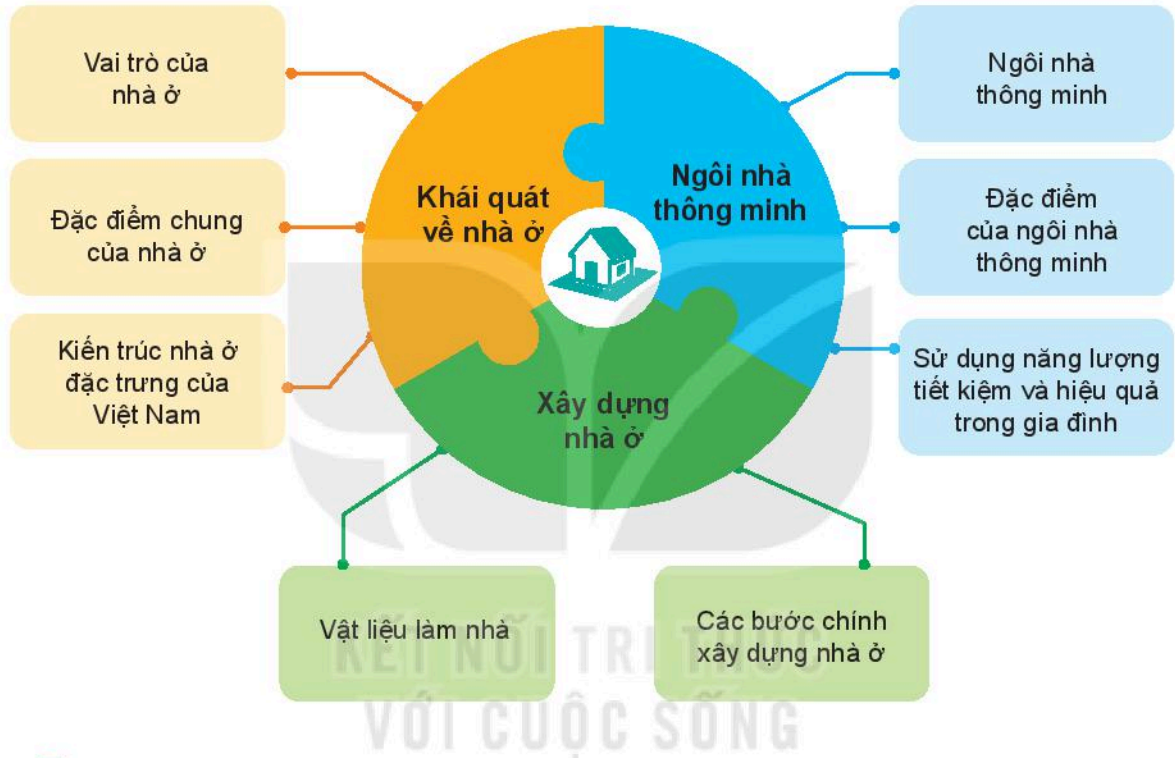 Vai trò của
nhà ở
Đặc điểm chung
của nhà ở
Kiến trúc nhà ở
đặc trưng của
Việt Nam
Khái quát
về nhà ở
Ngôi nhà
thông minh
Xây dựng
nhà ở
Ngôi nhà
thông minh
Đặc điểm
của ngôi nhà
thông minh
Sử dụng năng lượng
tiết kiệm và hiệu quả
trong gia đình
Vật liệu làm nhà
Các bước chính
xây dựng nhà ở
KẾT NỐI TRI THỨC
VỚI CUỘC SỐNG